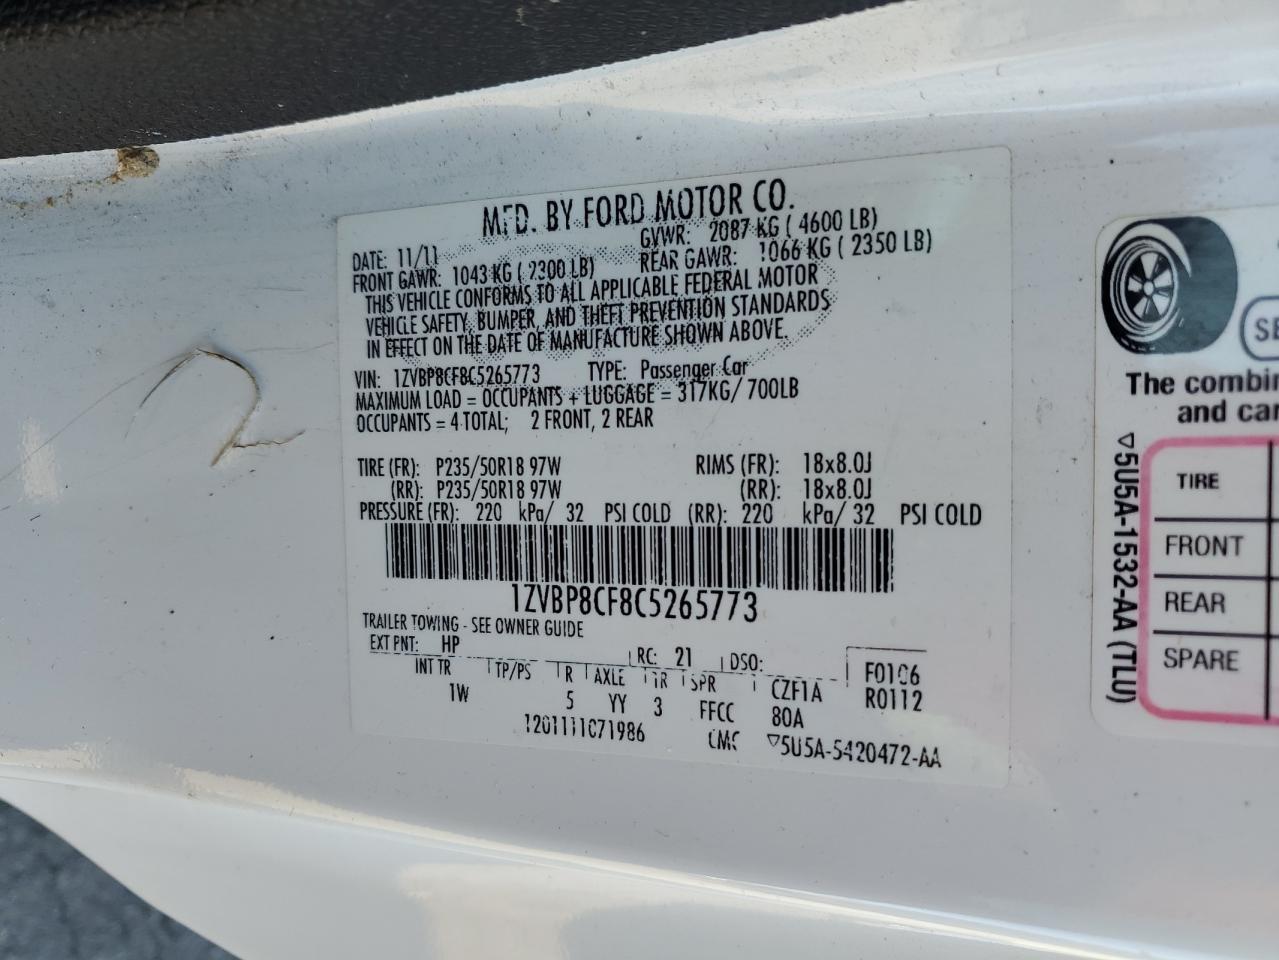 MFD. BY FORD MOTOR CO.
DATE: 11/11 GVWR: 2087 KG ( 4600 LB)
FRONT GAWR: 1043 KG ( 2300 LB) REAR GAWR: 1066 KG ( 2350 LB)
THIS VEHICLE CONFORMS TO ALL APPLICABLE FEDERAL MOTOR
VEHICLE SAFETY, BUMPER, AND THEFT PREVENTION STANDARDS
IN EFFECT ON THE DATE OF MANUFACTURE SHOWN ABOVE.
VIN: 1ZVBP8CF8C5265773 TYPE: Passenger Car
MAXIMUM LOAD = OCCUPANTS + LUGGAGE = 317KG/ 700LB
OCCUPANTS = 4 TOTAL; 2 FRONT, 2 REAR
TIRE (FR): P235/50R18 97W RIMS (FR): 18x8.0J
(RR): P235/50R18 97W (RR): 18x8.0J
PRESSURE (FR): 220 kPa/ 32 PSI COLD (RR): 220 kPa/ 32 PSI COLD
1ZVBP8CF8C5265773
TRAILER TOWING - SEE OWNER GUIDE
EXT PNT: HP RC: 21 DSO: F0106
INT TR TP/PS R AXLE TR SPR CZF1A R0112
1W 5 YY 3 FFCC 80A
1201111071986 CMC ▽5U5A-5420472-AA
The combin
and car
TIRE
FRONT
REAR
SPARE
▽5U5A-1532-AA (TLU)